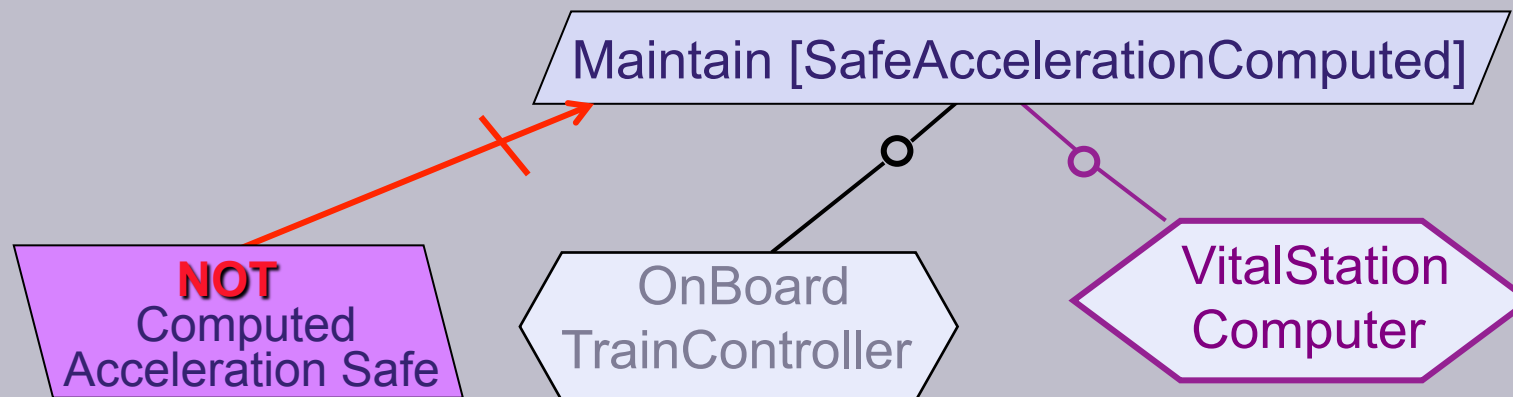 Maintain [SafeAccelerationComputed]
NOT
Computed
Acceleration Safe
OnBoard
TrainController
VitalStation
Computer